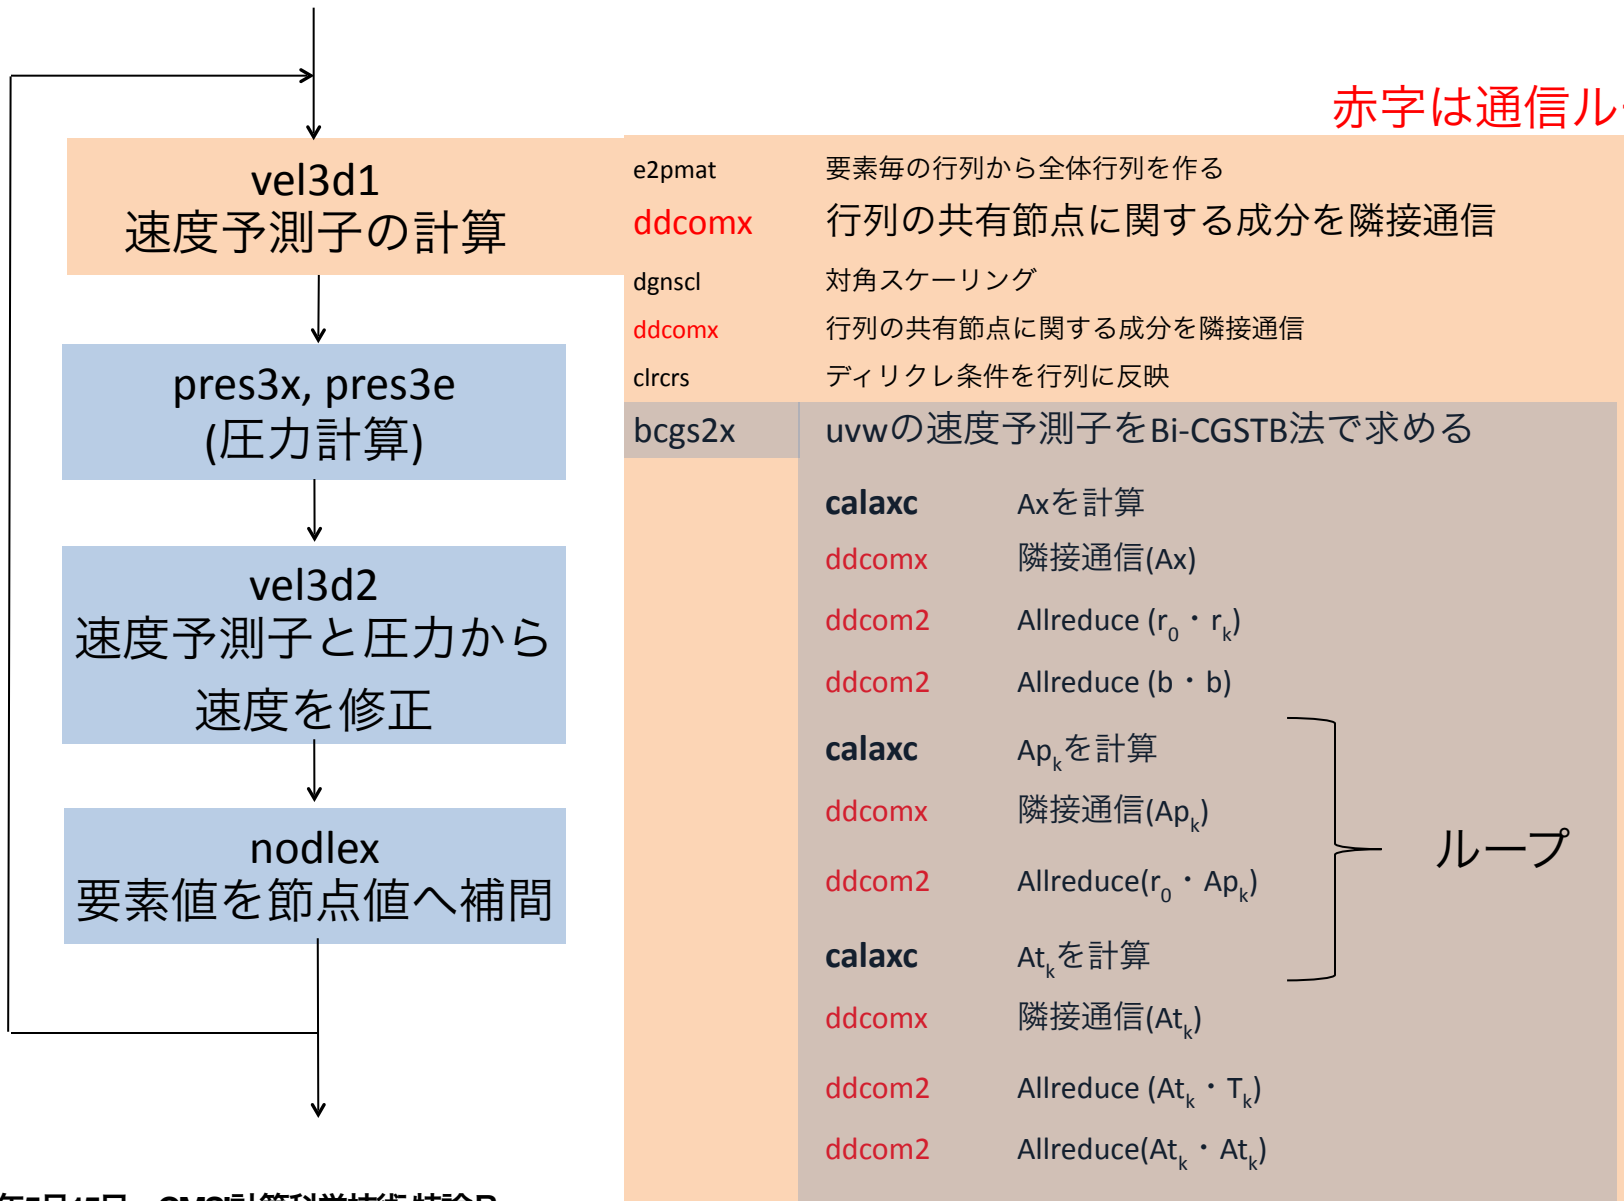 赤字は通信ル
vel3d1
速度予測子の計算
pres3x, pres3e
(圧力計算)
vel3d2
速度予測子と圧力から
速度を修正
nodlex
要素値を節点値へ補間
e2pmat 要素毎の行列から全体行列を作る
ddcomx 行列の共有節点に関する成分を隣接通信
dgnscl 対角スケーリング
ddcomx 行列の共有節点に関する成分を隣接通信
clrcrs ディリクレ条件を行列に反映
bcgs2x uvwの速度予測子をBi-CGSTB法で求める
calaxc Axを計算
ddcomx 隣接通信(Ax)
ddcom2 Allreduce (r0・rk)
ddcom2 Allreduce (b・b)
calaxc Apkを計算
ddcomx 隣接通信(Apk)
ddcom2 Allreduce(r0・Apk)
calaxc Atkを計算
ddcomx 隣接通信(Atk)
ddcom2 Allreduce (Atk・Tk)
ddcom2 Allreduce(Atk・Atk)
ループ